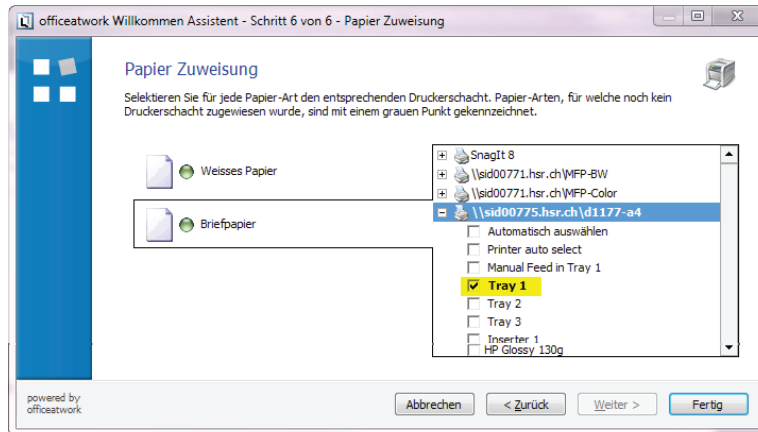 officeatwork Willkommen Assistent - Schritt 6 von 6 - Papier Zuweisung
Papier Zuweisung
Selektieren Sie für jede Papier-Art den entsprechenden Druckerschacht. Papier-Arten, für welche noch kein
Druckerschacht zugewiesen wurde, sind mit einem grauen Punkt gekennzeichnet.
Weisses Papier
Briefpapier
SnagIt 8
\\sid00771.hsr.ch\MFP-BW
\\sid00771.hsr.ch\MFP-Color
\\sid00775.hsr.ch\d1177-a4
Automatisch auswählen
Printer auto select
Manual Feed in Tray 1
Tray 1
Tray 2
Tray 3
Inserter 1
HP Glossy 130g
powered by
officeatwork
Abbrechen
< Zurück
Weiter >
Fertig